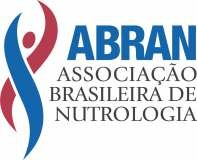 ABRAN
ASSOCIAÇÃO
BRASILEIRA DE
NUTROLOGIA